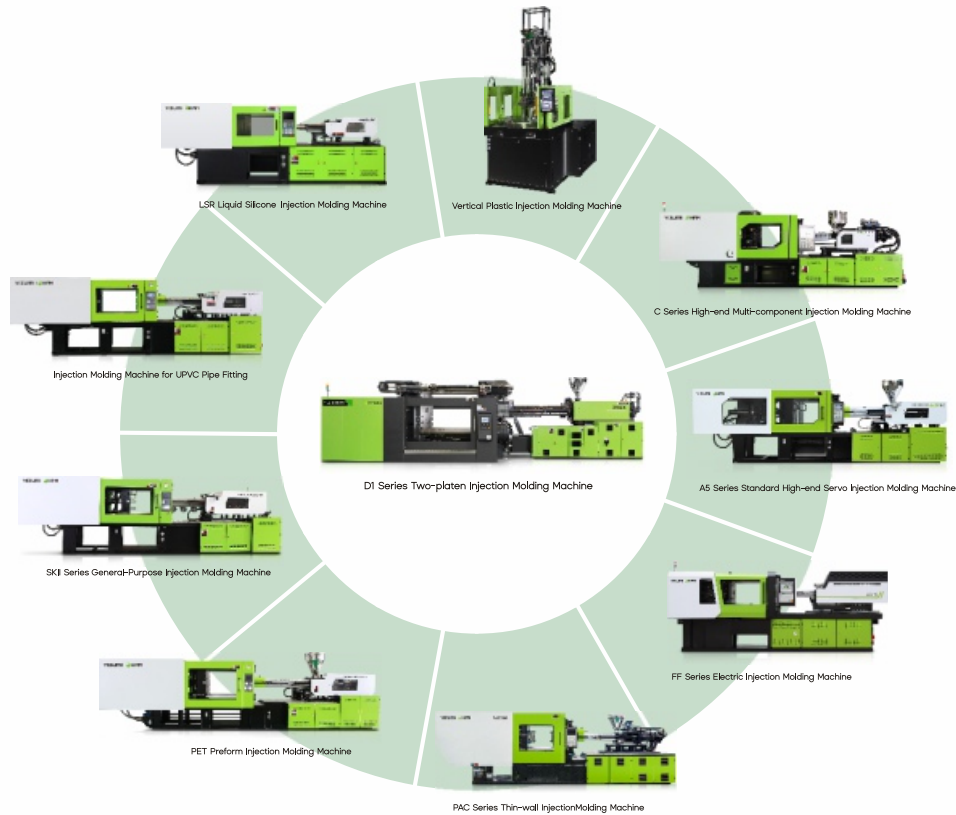 LSR Liquid Silicone Injection Molding Machine
Vertical Plastic Injection Molding Machine
C Series High-end Multi-component Injection Molding Machine
Injection Molding Machine for UPVC Pipe Fitting
D1 Series Two-platen Injection Molding Machine
A5 Series Standard High-end Servo Injection Molding Machine
SKII Series General-Purpose Injection Molding Machine
FF Series Electric Injection Molding Machine
PET Preform Injection Molding Machine
PAC Series Thin-wall InjectionMolding Machine